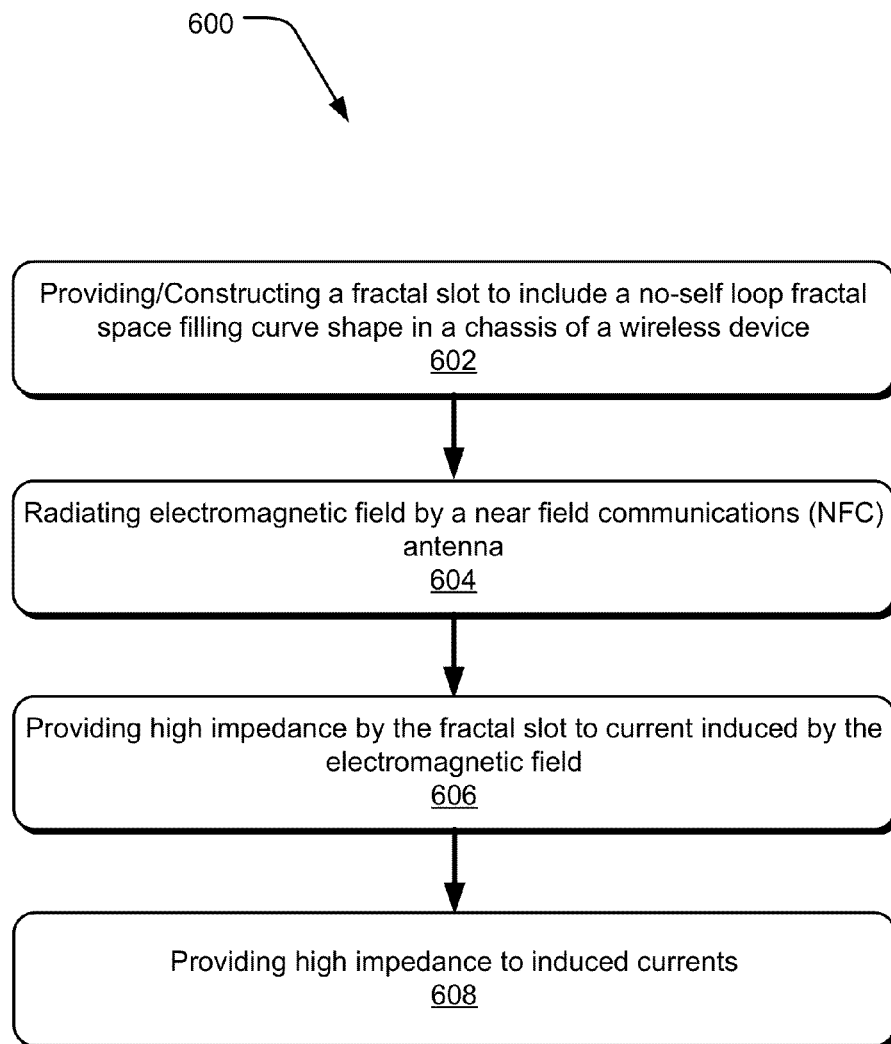 600
Providing/Constructing a fractal slot to include a no-self loop fractal
space filling curve shape in a chassis of a wireless device
602
Radiating electromagnetic field by a near field communications (NFC)
antenna
604
Providing high impedance by the fractal slot to current induced by the
electromagnetic field
606
Providing high impedance to induced currents
608